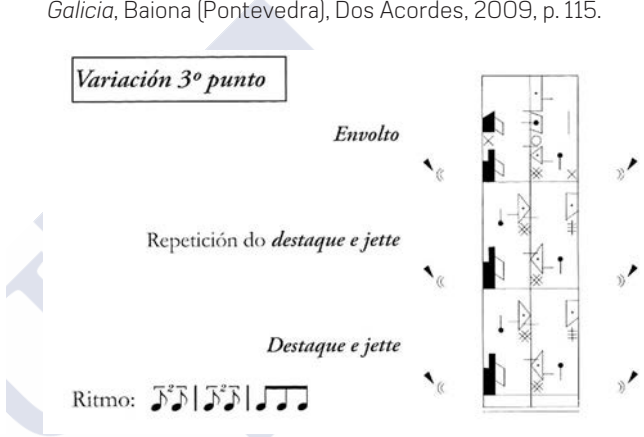 Galicia, Baiona (Pontevedra), Dos Acordes, 2009, p. 115.
Variación 3º punto
Envolto
Repetición do destaque e jette
Destaque e jette
Ritmo: